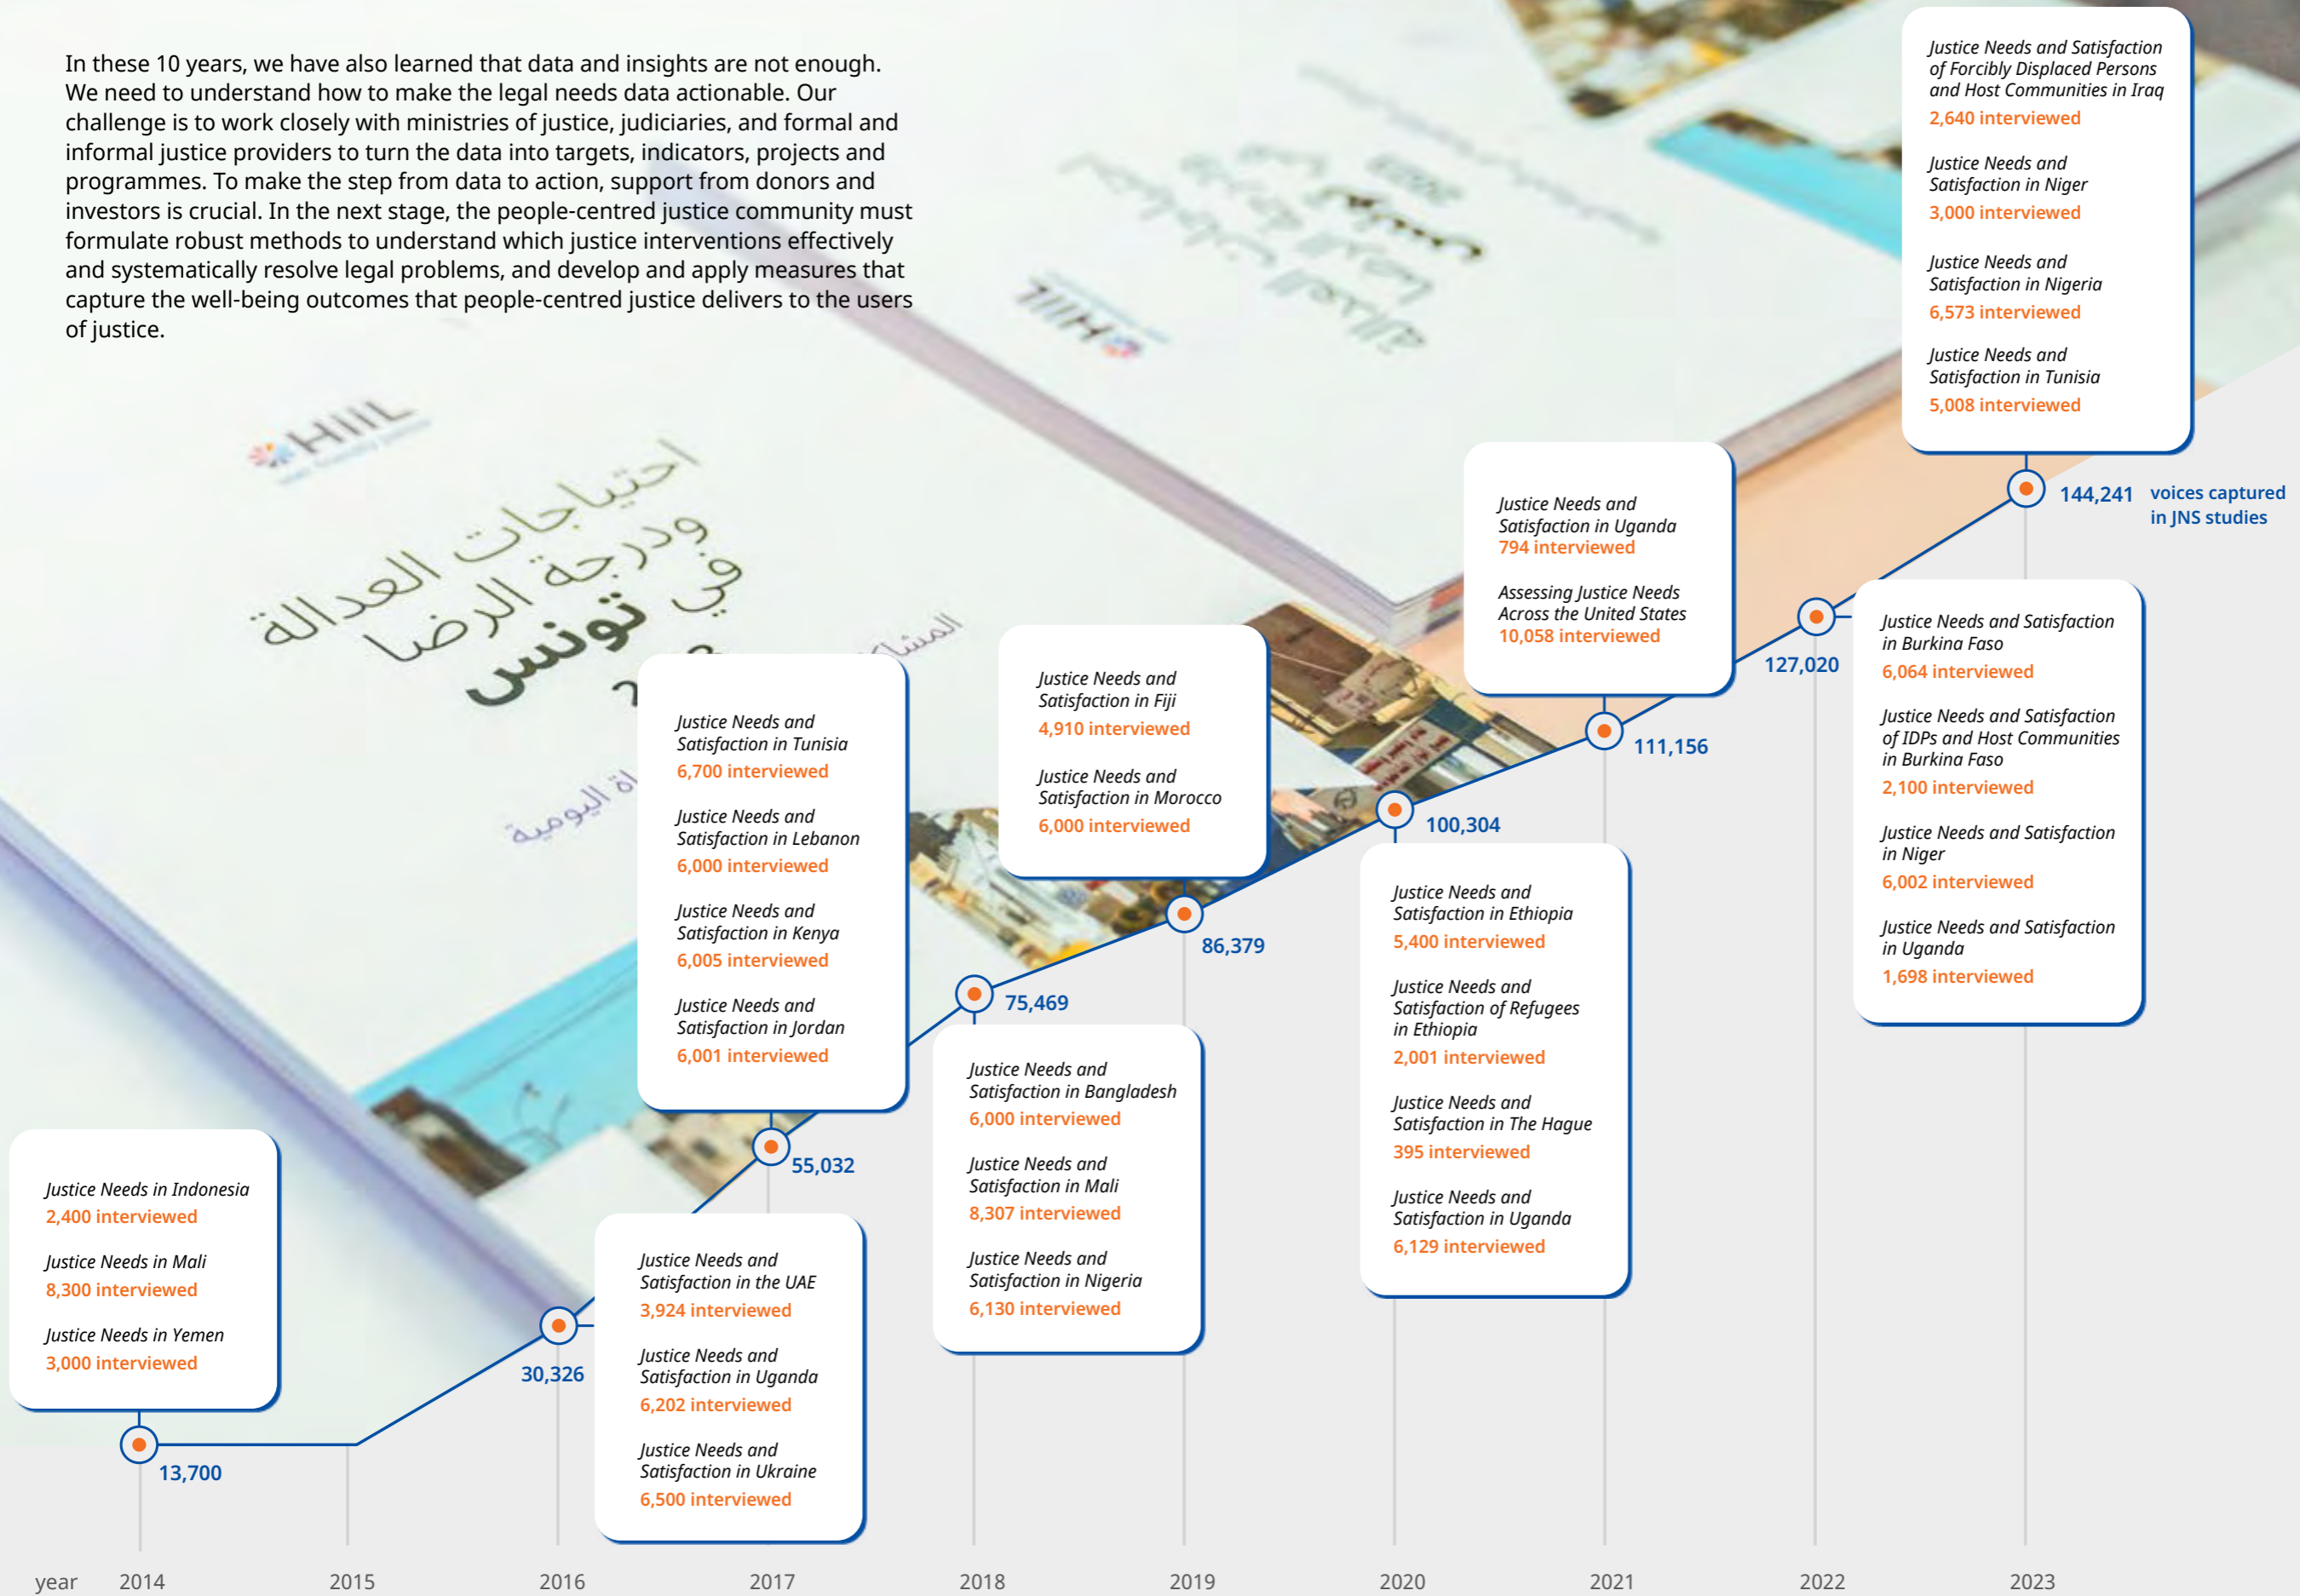 In these 10 years, we have also learned that data and insights are not enough.
We need to understand how to make the legal needs data actionable. Our
challenge is to work closely with ministries of justice, judiciaries, and formal and
informal justice providers to turn the data into targets, indicators, projects and
programmes. To make the step from data to action, support from donors and
investors is crucial. In the next stage, the people-centred justice community must
formulate robust methods to understand which justice interventions effectively
and systematically resolve legal problems, and develop and apply measures that
capture the well-being outcomes that people-centred justice delivers to the users
of justice.
HiiL
HiiL
احتياجات العدالة
ودرجة الرضا
في
تونس
اليومية
Justice Needs in Indonesia
2,400 interviewed
Justice Needs in Mali
8,300 interviewed
Justice Needs in Yemen
3,000 interviewed
13,700
30,326
Justice Needs and
Satisfaction in the UAE
3,924 interviewed
Justice Needs and
Satisfaction in Uganda
6,202 interviewed
Justice Needs and
Satisfaction in Ukraine
6,500 interviewed
Justice Needs and
Satisfaction in Tunisia
6,700 interviewed
Justice Needs and
Satisfaction in Lebanon
6,000 interviewed
Justice Needs and
Satisfaction in Kenya
6,005 interviewed
Justice Needs and
Satisfaction in Jordan
6,001 interviewed
55,032
75,469
Justice Needs and
Satisfaction in Bangladesh
6,000 interviewed
Justice Needs and
Satisfaction in Mali
8,307 interviewed
Justice Needs and
Satisfaction in Nigeria
6,130 interviewed
Justice Needs and
Satisfaction in Fiji
4,910 interviewed
Justice Needs and
Satisfaction in Morocco
6,000 interviewed
86,379
100,304
Justice Needs and
Satisfaction in Ethiopia
5,400 interviewed
Justice Needs and
Satisfaction of Refugees
in Ethiopia
2,001 interviewed
Justice Needs and
Satisfaction in The Hague
395 interviewed
Justice Needs and
Satisfaction in Uganda
6,129 interviewed
Justice Needs and
Satisfaction in Uganda
794 interviewed
Assessing Justice Needs
Across the United States
10,058 interviewed
111,156
127,020
Justice Needs and Satisfaction
in Burkina Faso
6,064 interviewed
Justice Needs and Satisfaction
of IDPs and Host Communities
in Burkina Faso
2,100 interviewed
Justice Needs and Satisfaction
in Niger
6,002 interviewed
Justice Needs and Satisfaction
in Uganda
1,698 interviewed
Justice Needs and Satisfaction
of Forcibly Displaced Persons
and Host Communities in Iraq
2,640 interviewed
Justice Needs and
Satisfaction in Niger
3,000 interviewed
Justice Needs and
Satisfaction in Nigeria
6,573 interviewed
Justice Needs and
Satisfaction in Tunisia
5,008 interviewed
144,241 voices captured
in JNS studies
year 2014 2015 2016 2017 2018 2019 2020 2021 2022 2023